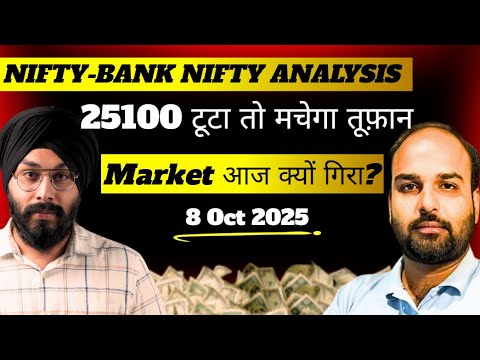 NIFTY-BANK NIFTY ANALYSIS
25100 टूटा तो मचेगा तूफ़ान
Market आज क्यों गिरा?
8 Oct 2025